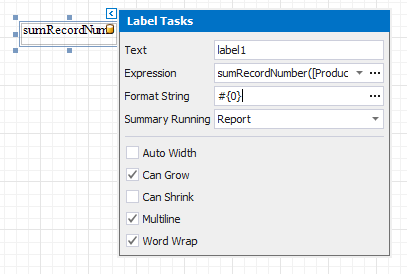 sumRecordNum
Label Tasks
Text label1
Expression sumRecordNumber([Produc
Format String #{0}
Summary Running Report
Auto Width
Can Grow
Can Shrink
Multiline
Word Wrap